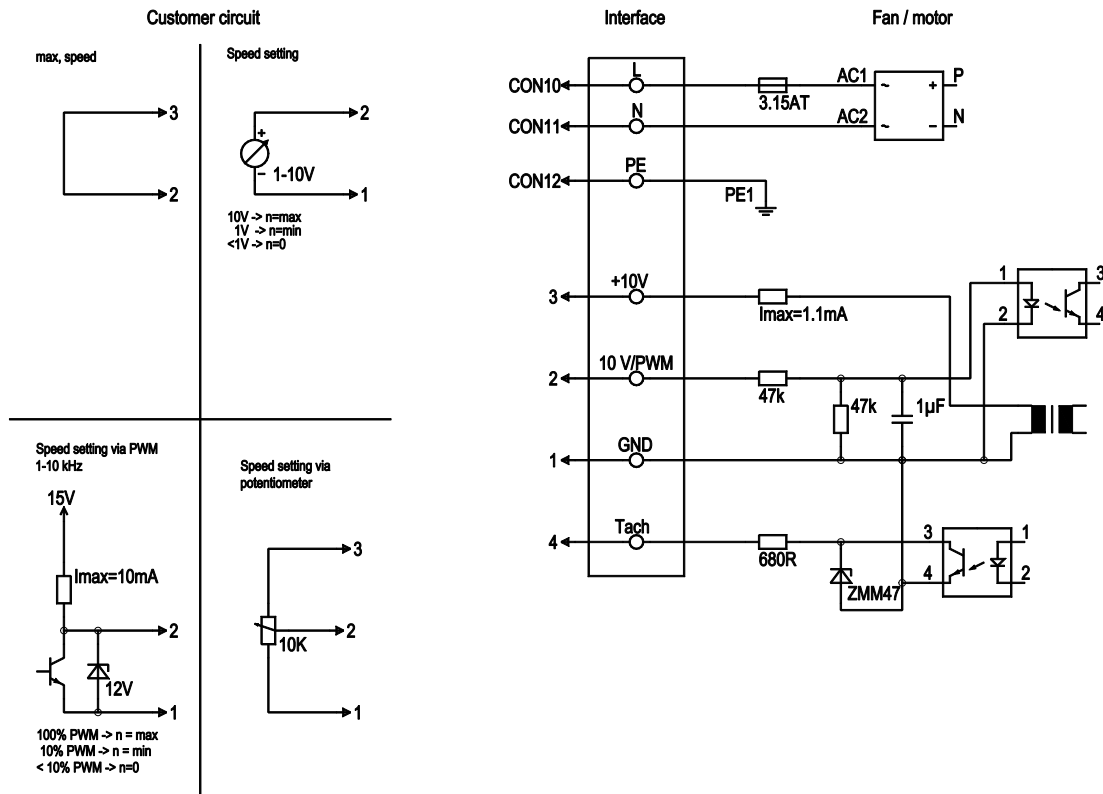 Customer circuit
max, speed
3
2
Speed setting
2
+
−
1-10V
1
10V -> n=max
1V -> n=min
<1V -> n=0
Speed setting via PWM
1-10 kHz
15V
Imax=10mA
2
12V
1
100% PWM -> n = max
10% PWM -> n = min
< 10% PWM -> n=0
Speed setting via
potentiometer
3
2
10K
1
Interface
Fan / motor
CON10
L
3.15AT
AC1
~
+
P
CON11
N
AC2
~
−
N
CON12
PE
PE1
3
+10V
Imax=1.1mA
1
2
3
4
2
10 V/PWM
47k
47k
1µF
1
GND
4
Tach
680R
ZMM47
3
4
1
2